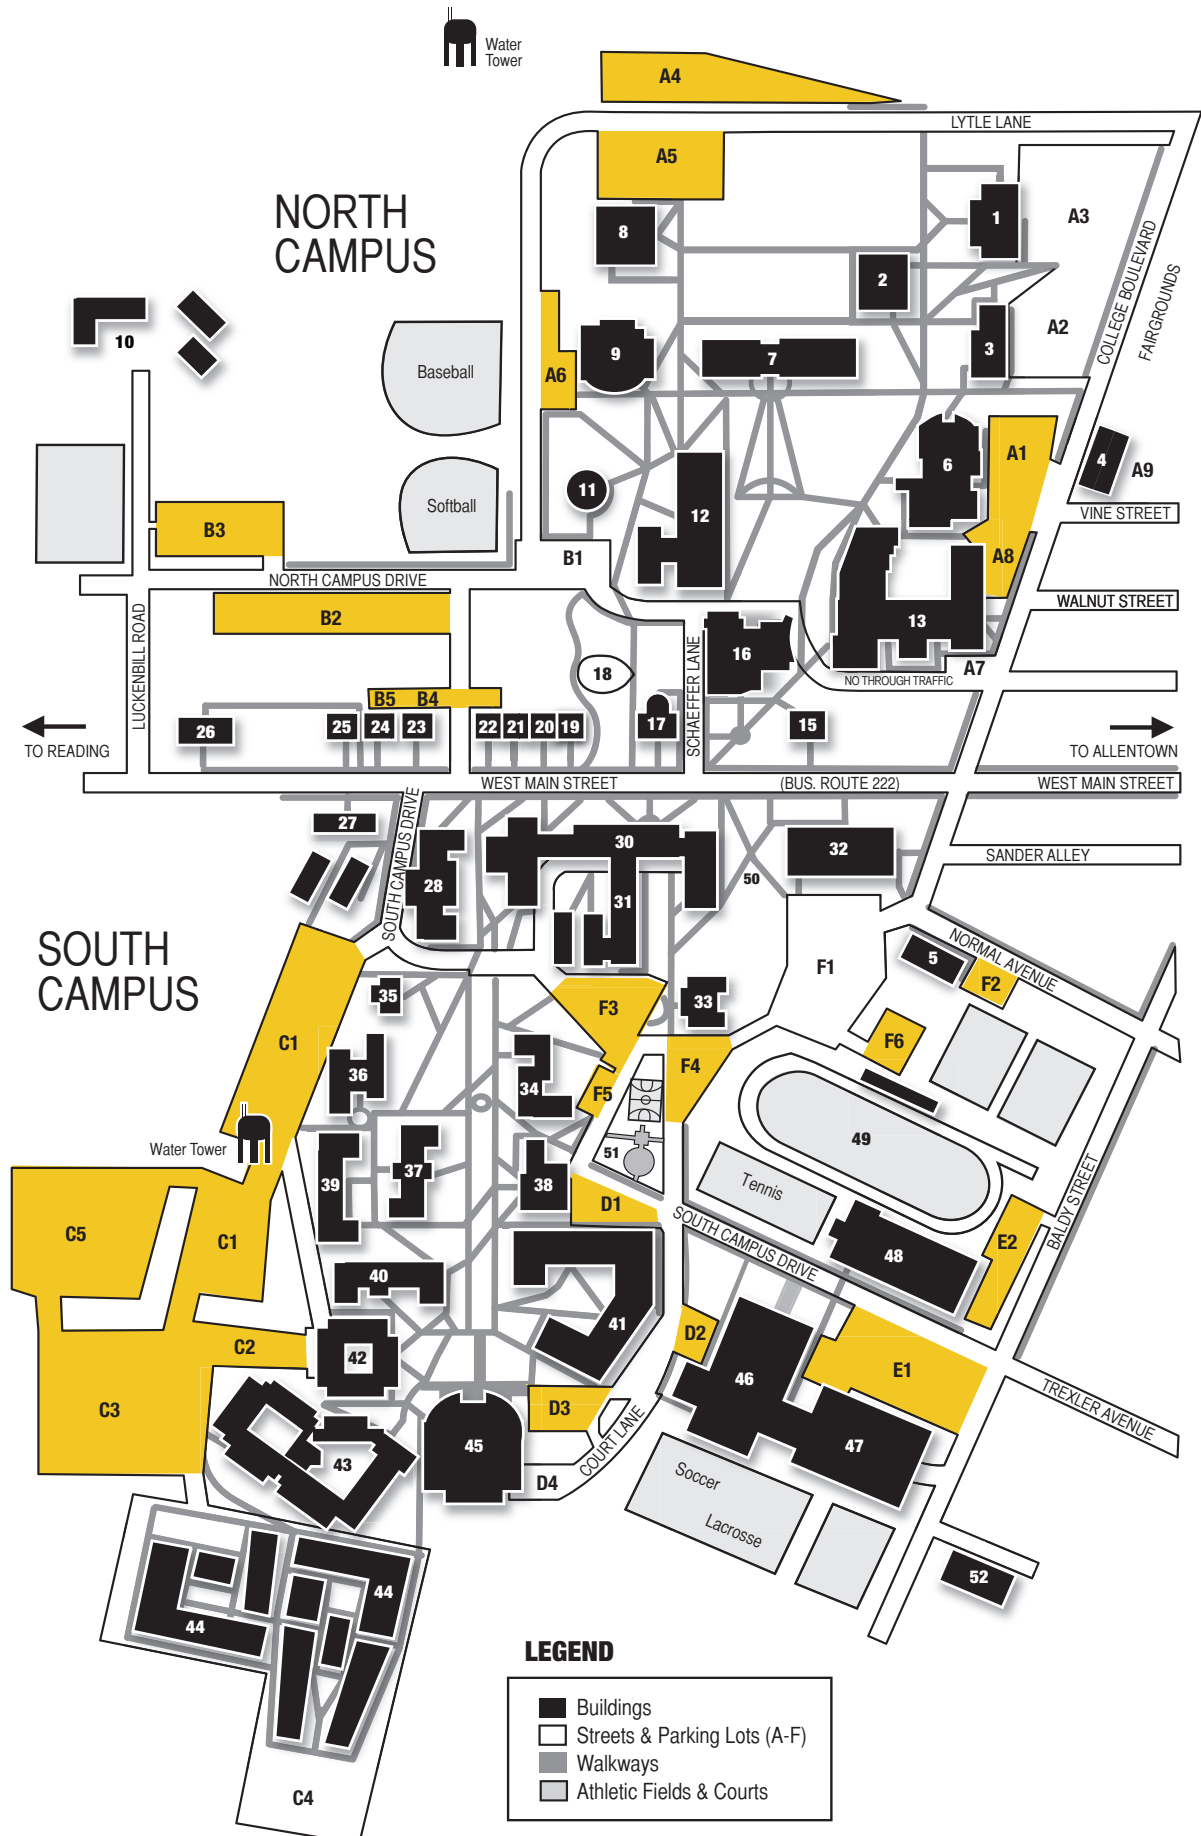 Water
Tower
A4
LYTLE LANE
A5
NORTH
CAMPUS
8
1
A3
2
COLLEGE BOULEVARD
FAIRGROUNDS
10
Baseball
A6
9
7
3
A2
6
A1
4
A9
11
12
Softball
B3
VINE STREET
B1
A8
NORTH CAMPUS DRIVE
WALNUT STREET
B2
13
LUCKENBILL ROAD
18
SCHAEFFER LANE
16
A7
NO THROUGH TRAFFIC
B5
B4
26
25
24
23
22
21
20
19
17
15
TO READING
TO ALLENTOWN
WEST MAIN STREET
(BUS. ROUTE 222)
WEST MAIN STREET
27
SOUTH CAMPUS DRIVE
28
30
32
SANDER ALLEY
50
31
SOUTH
CAMPUS
NORMAL AVENUE
5
F1
F2
35
F3
33
C1
F6
36
34
F5
F4
49
Water Tower
51
37
39
38
Tennis
BALDY STREET
C5
C1
D1
SOUTH CAMPUS DRIVE
E2
48
40
41
C2
42
D2
46
E1
TREXLER AVENUE
C3
D3
COURT LANE
45
47
43
D4
Soccer
Lacrosse
52
44
44
LEGEND
Buildings
Streets & Parking Lots (A-F)
Walkways
Athletic Fields & Courts
C4